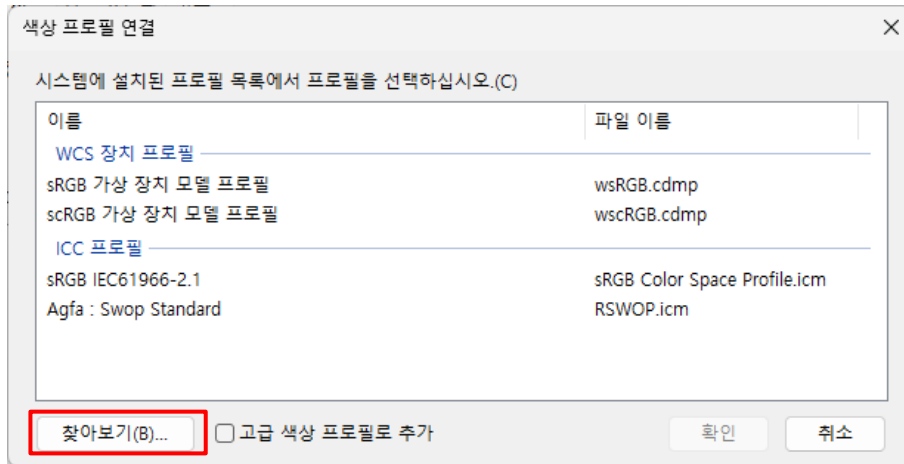 색상 프로필 연결
시스템에 설치된 프로필 목록에서 프로필을 선택하십시오.(C)
이름 파일 이름
WCS 장치 프로필
sRGB 가상 장치 모델 프로필 wsRGB.cdmp
scRGB 가상 장치 모델 프로필 wscRGB.cdmp
ICC 프로필
sRGB IEC61966-2.1 sRGB Color Space Profile.icm
Agfa : Swop Standard RSWOP.icm
찾아보기(B)... 고급 색상 프로필로 추가 확인 취소